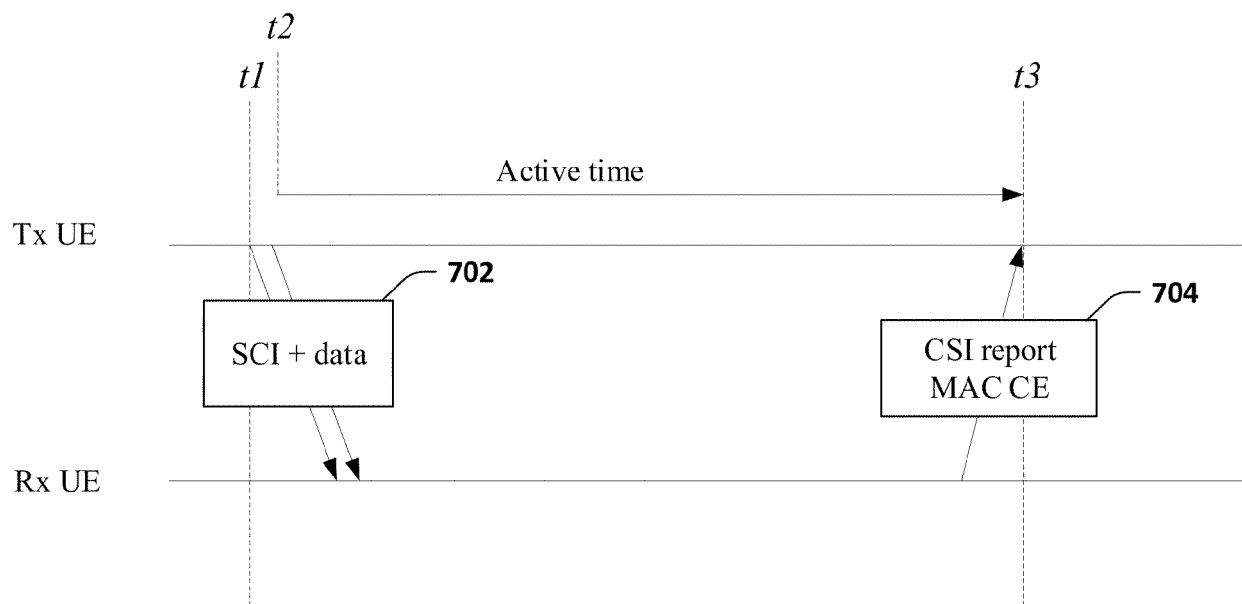 t2
t1
t3
Active time
Tx UE
702
704
SCI + data
CSI report
MAC CE
Rx UE